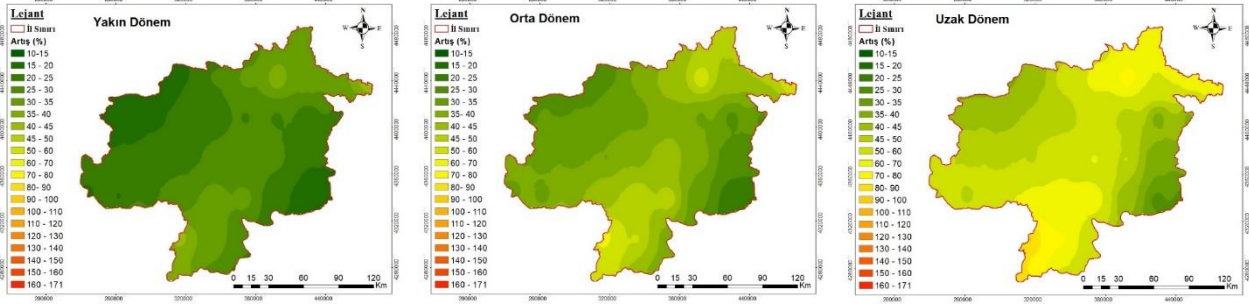 Lejant
İl Sınırı
Artış (%)
10-15
15 - 20
20 - 25
25 - 30
30 - 35
35 - 40
40 - 45
45 - 50
50 - 60
60 - 70
70 - 80
80- 90
90 - 100
100 - 110
110 - 120
120 - 130
130 - 140
140 - 150
150 - 160
160 - 171
Yakın Dönem
N
W E
S
0 15 30 60 90 120
Km
Lejant
İl Sınırı
Artış (%)
10-15
15 - 20
20 - 25
25 - 30
30 - 35
35 - 40
40 - 45
45 - 50
50 - 60
60 - 70
70 - 80
80- 90
90 - 100
100 - 110
110 - 120
120 - 130
130 - 140
140 - 150
150 - 160
160 - 171
Orta Dönem
N
W E
S
0 15 30 60 90 120
Km
Lejant
İl Sınırı
Artış (%)
10-15
15 - 20
20 - 25
25 - 30
30 - 35
35 - 40
40 - 45
45 - 50
50 - 60
60 - 70
70 - 80
80- 90
90 - 100
100 - 110
110 - 120
120 - 130
130 - 140
140 - 150
150 - 160
160 - 171
Uzak Dönem
N
W E
S
0 15 30 60 90 120
Km